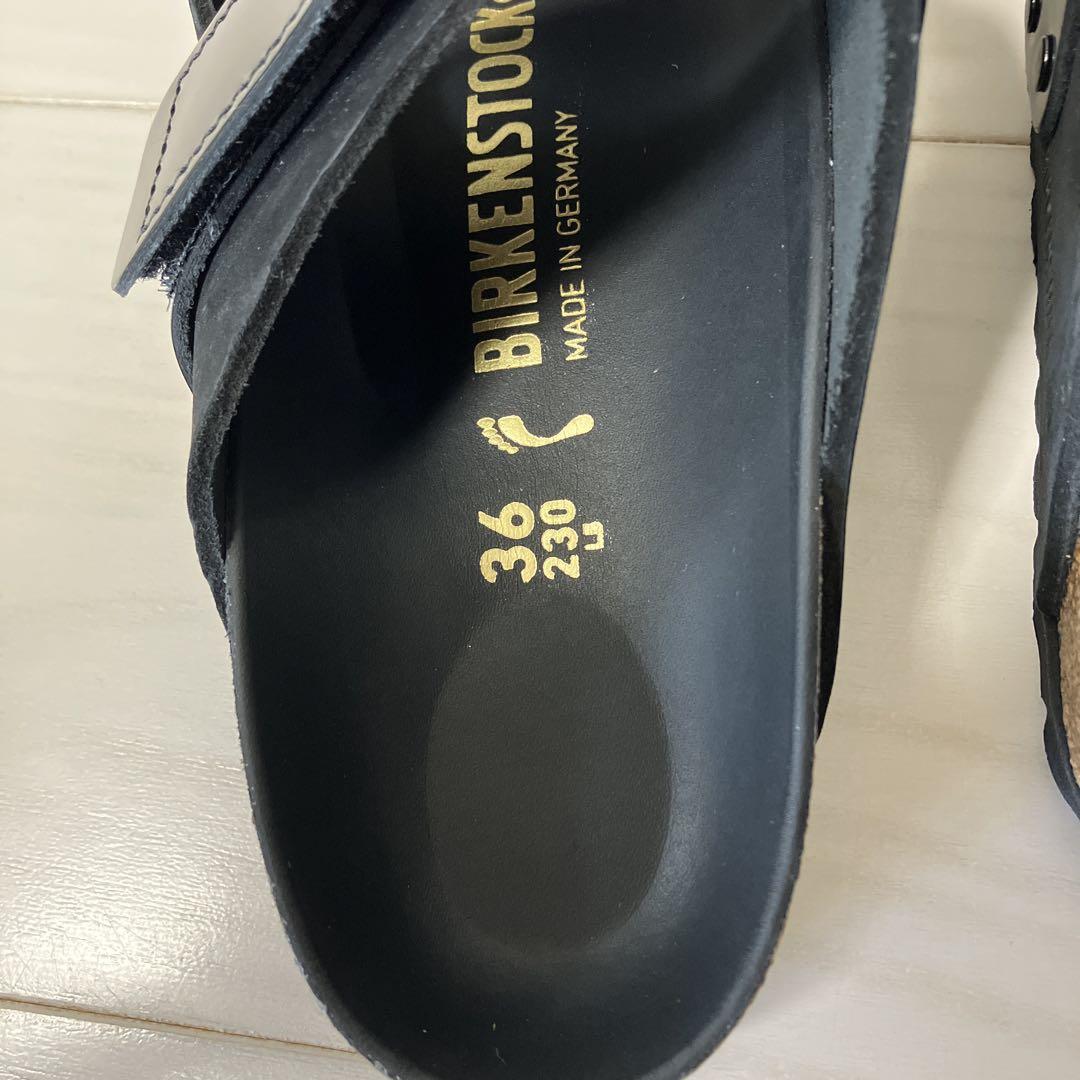 BIRKENSTOCK
MADE IN GERMANY
36
230